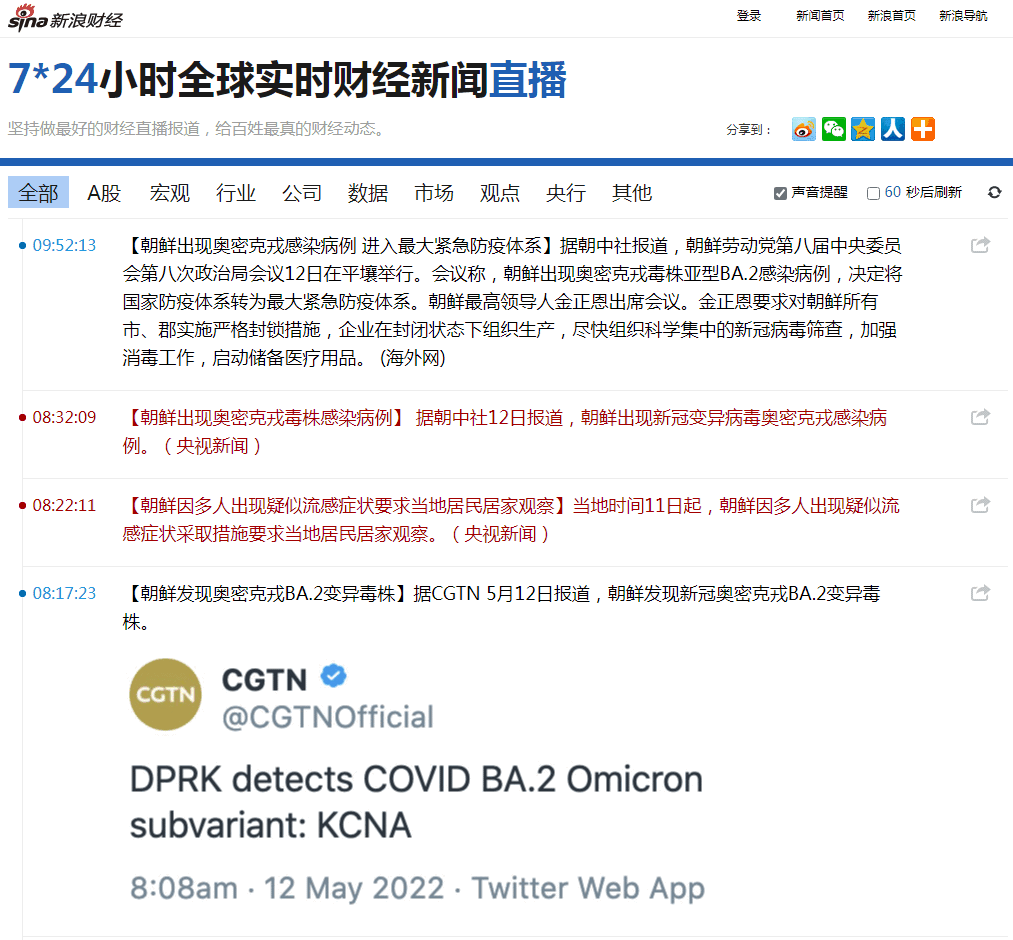 sina新浪财经
登录 新闻首页 新浪首页 新浪导航
7*24小时全球实时财经新闻直播
坚持做最好的财经直播报道，给百姓最真的财经动态。
分享到：
全部 A股 宏观 行业 公司 数据 市场 观点 央行 其他 声音提醒 60 秒后刷新
09:52:13 【朝鲜出现奥密克戎感染病例 进入最大紧急防疫体系】据朝中社报道，朝鲜劳动党第八届中央委员
会第八次政治局会议12日在平壤举行。会议称，朝鲜出现奥密克戎毒株亚型BA.2感染病例，决定将
国家防疫体系转为最大紧急防疫体系。朝鲜最高领导人金正恩出席会议。金正恩要求对朝鲜所有
市、郡实施严格封锁措施，企业在封闭状态下组织生产，尽快组织科学集中的新冠病毒筛查，加强
消毒工作，启动储备医疗用品。 (海外网)
08:32:09 【朝鲜出现奥密克戎毒株感染病例】 据朝中社12日报道，朝鲜出现新冠变异病毒奥密克戎感染病
例。（央视新闻）
08:22:11 【朝鲜因多人出现疑似流感症状要求当地居民居家观察】当地时间11日起，朝鲜因多人出现疑似流
感症状采取措施要求当地居民居家观察。（央视新闻）
08:17:23 【朝鲜发现奥密克戎BA.2变异毒株】据CGTN 5月12日报道，朝鲜发现新冠奥密克戎BA.2变异毒
株。
CGTN CGTN
@CGTNOfficial
DPRK detects COVID BA.2 Omicron
subvariant: KCNA
8:08am · 12 May 2022 · Twitter Web App